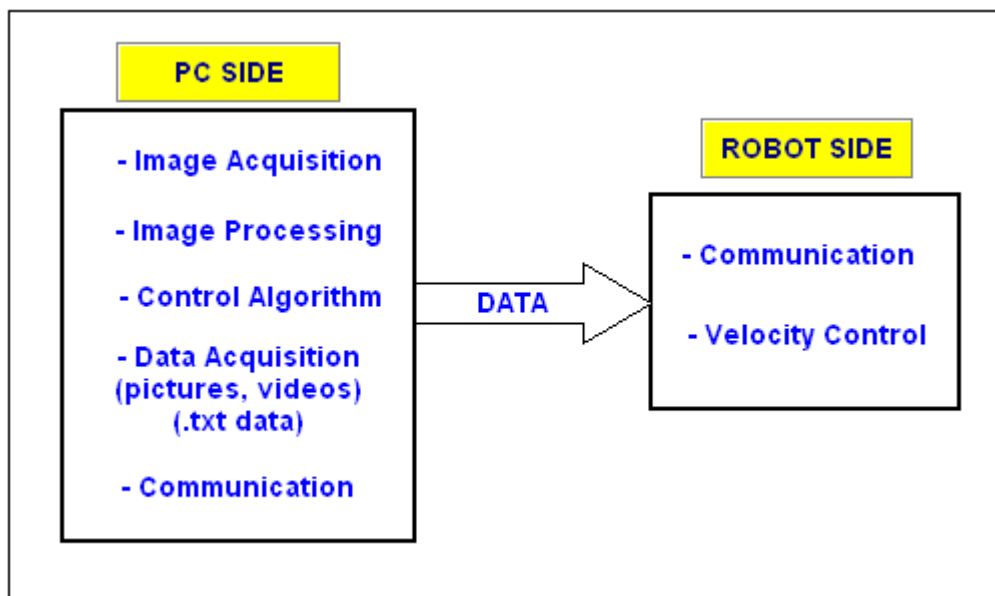 PC SIDE
- Image Acquisition
- Image Processing
- Control Algorithm
- Data Acquisition
(pictures, videos)
(.txt data)
- Communication
DATA
ROBOT SIDE
- Communication
- Velocity Control